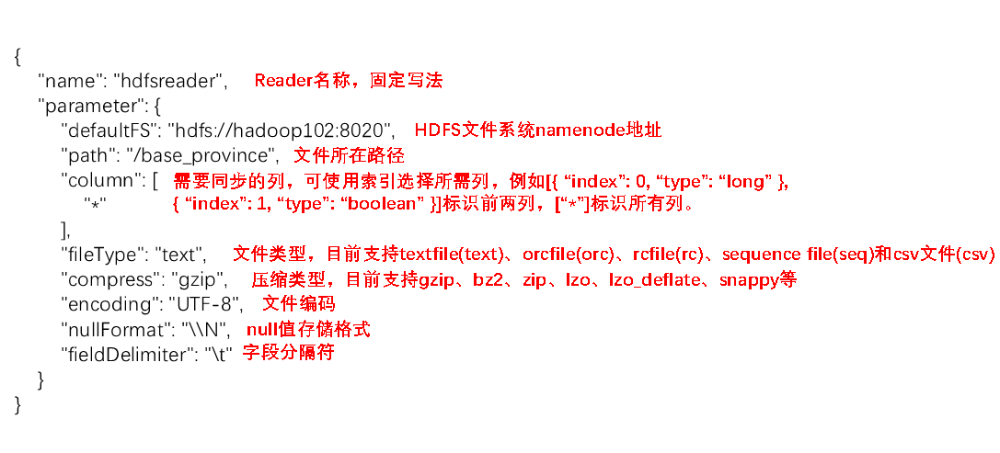 {
"name": "hdfsreader", Reader名称，固定写法
"parameter": {
"defaultFS": "hdfs://hadoop102:8020", HDFS文件系统namenode地址
"path": "/base_province", 文件所在路径
"column": [ 需要同步的列，可使用索引选择所需列，例如[{ “index”: 0, “type”: “long” },
"*" { “index”: 1, “type”: “boolean” }]标识前两列，[“*”]标识所有列。
],
"fileType": "text", 文件类型，目前支持textfile(text)、orcfile(orc)、rcfile(rc)、sequence file(seq)和csv文件(csv)
"compress": "gzip", 压缩类型，目前支持gzip、bz2、zip、lzo、lzo_deflate、snappy等
"encoding": "UTF-8", 文件编码
"nullFormat": "\\N", null值存储格式
"fieldDelimiter": "\t" 字段分隔符
}
}